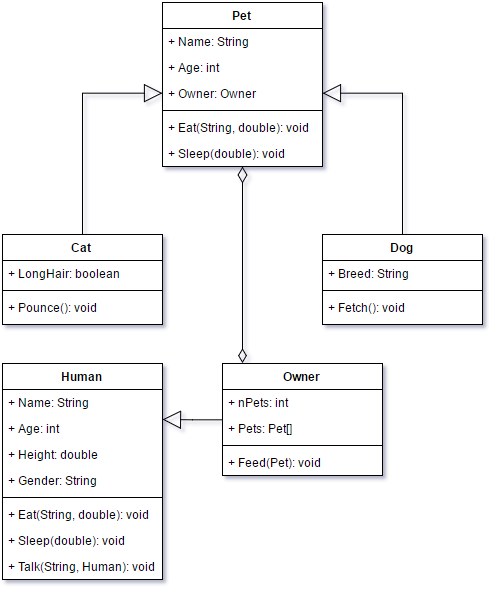 Pet
+ Name: String
+ Age: int
+ Owner: Owner
+ Eat(String, double): void
+ Sleep(double): void
Cat
+ LongHair: boolean
+ Pounce(): void
Dog
+ Breed: String
+ Fetch(): void
Human
+ Name: String
+ Age: int
+ Height: double
+ Gender: String
+ Eat(String, double): void
+ Sleep(double): void
+ Talk(String, Human): void
Owner
+ nPets: int
+ Pets: Pet[]
+ Feed(Pet): void